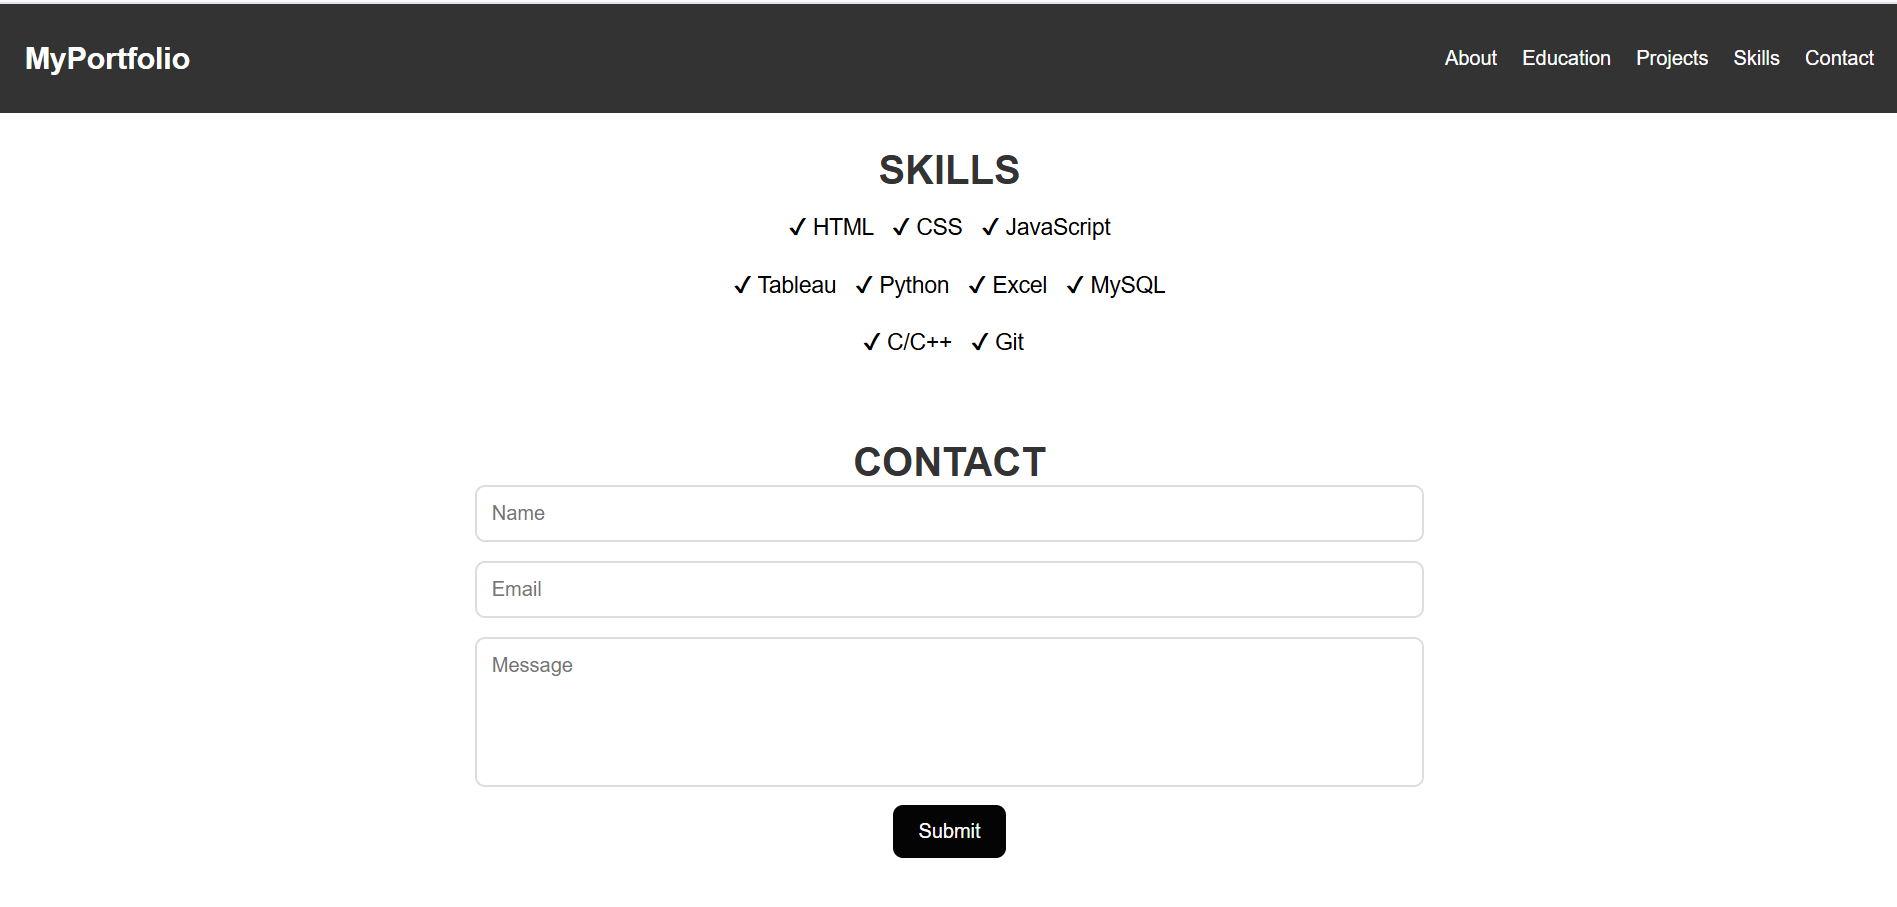 MyPortfolio About Education Projects Skills Contact
SKILLS
✓ HTML ✓ CSS ✓ JavaScript
✓ Tableau ✓ Python ✓ Excel ✓ MySQL
✓ C/C++ ✓ Git
CONTACT
Name
Email
Message
Submit